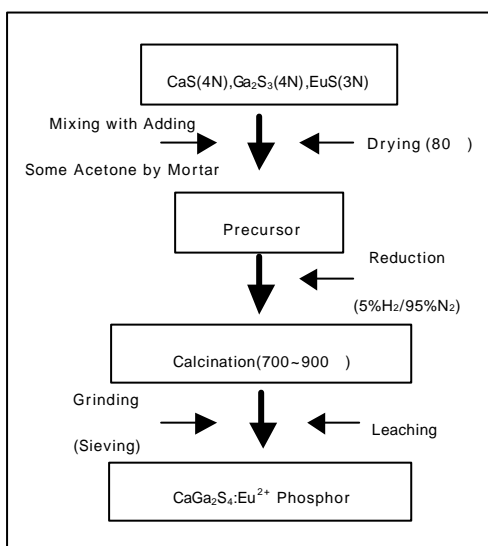 CaS(4N),Ga₂S₃(4N),EuS(3N)
Mixing with Adding
Some Acetone by Mortar
Drying (80 )
Precursor
Reduction
(5%H₂/95%N₂)
Calcination(700~900 )
Grinding
(Sieving)
Leaching
CaGa₂S₄:Eu²⁺ Phosphor